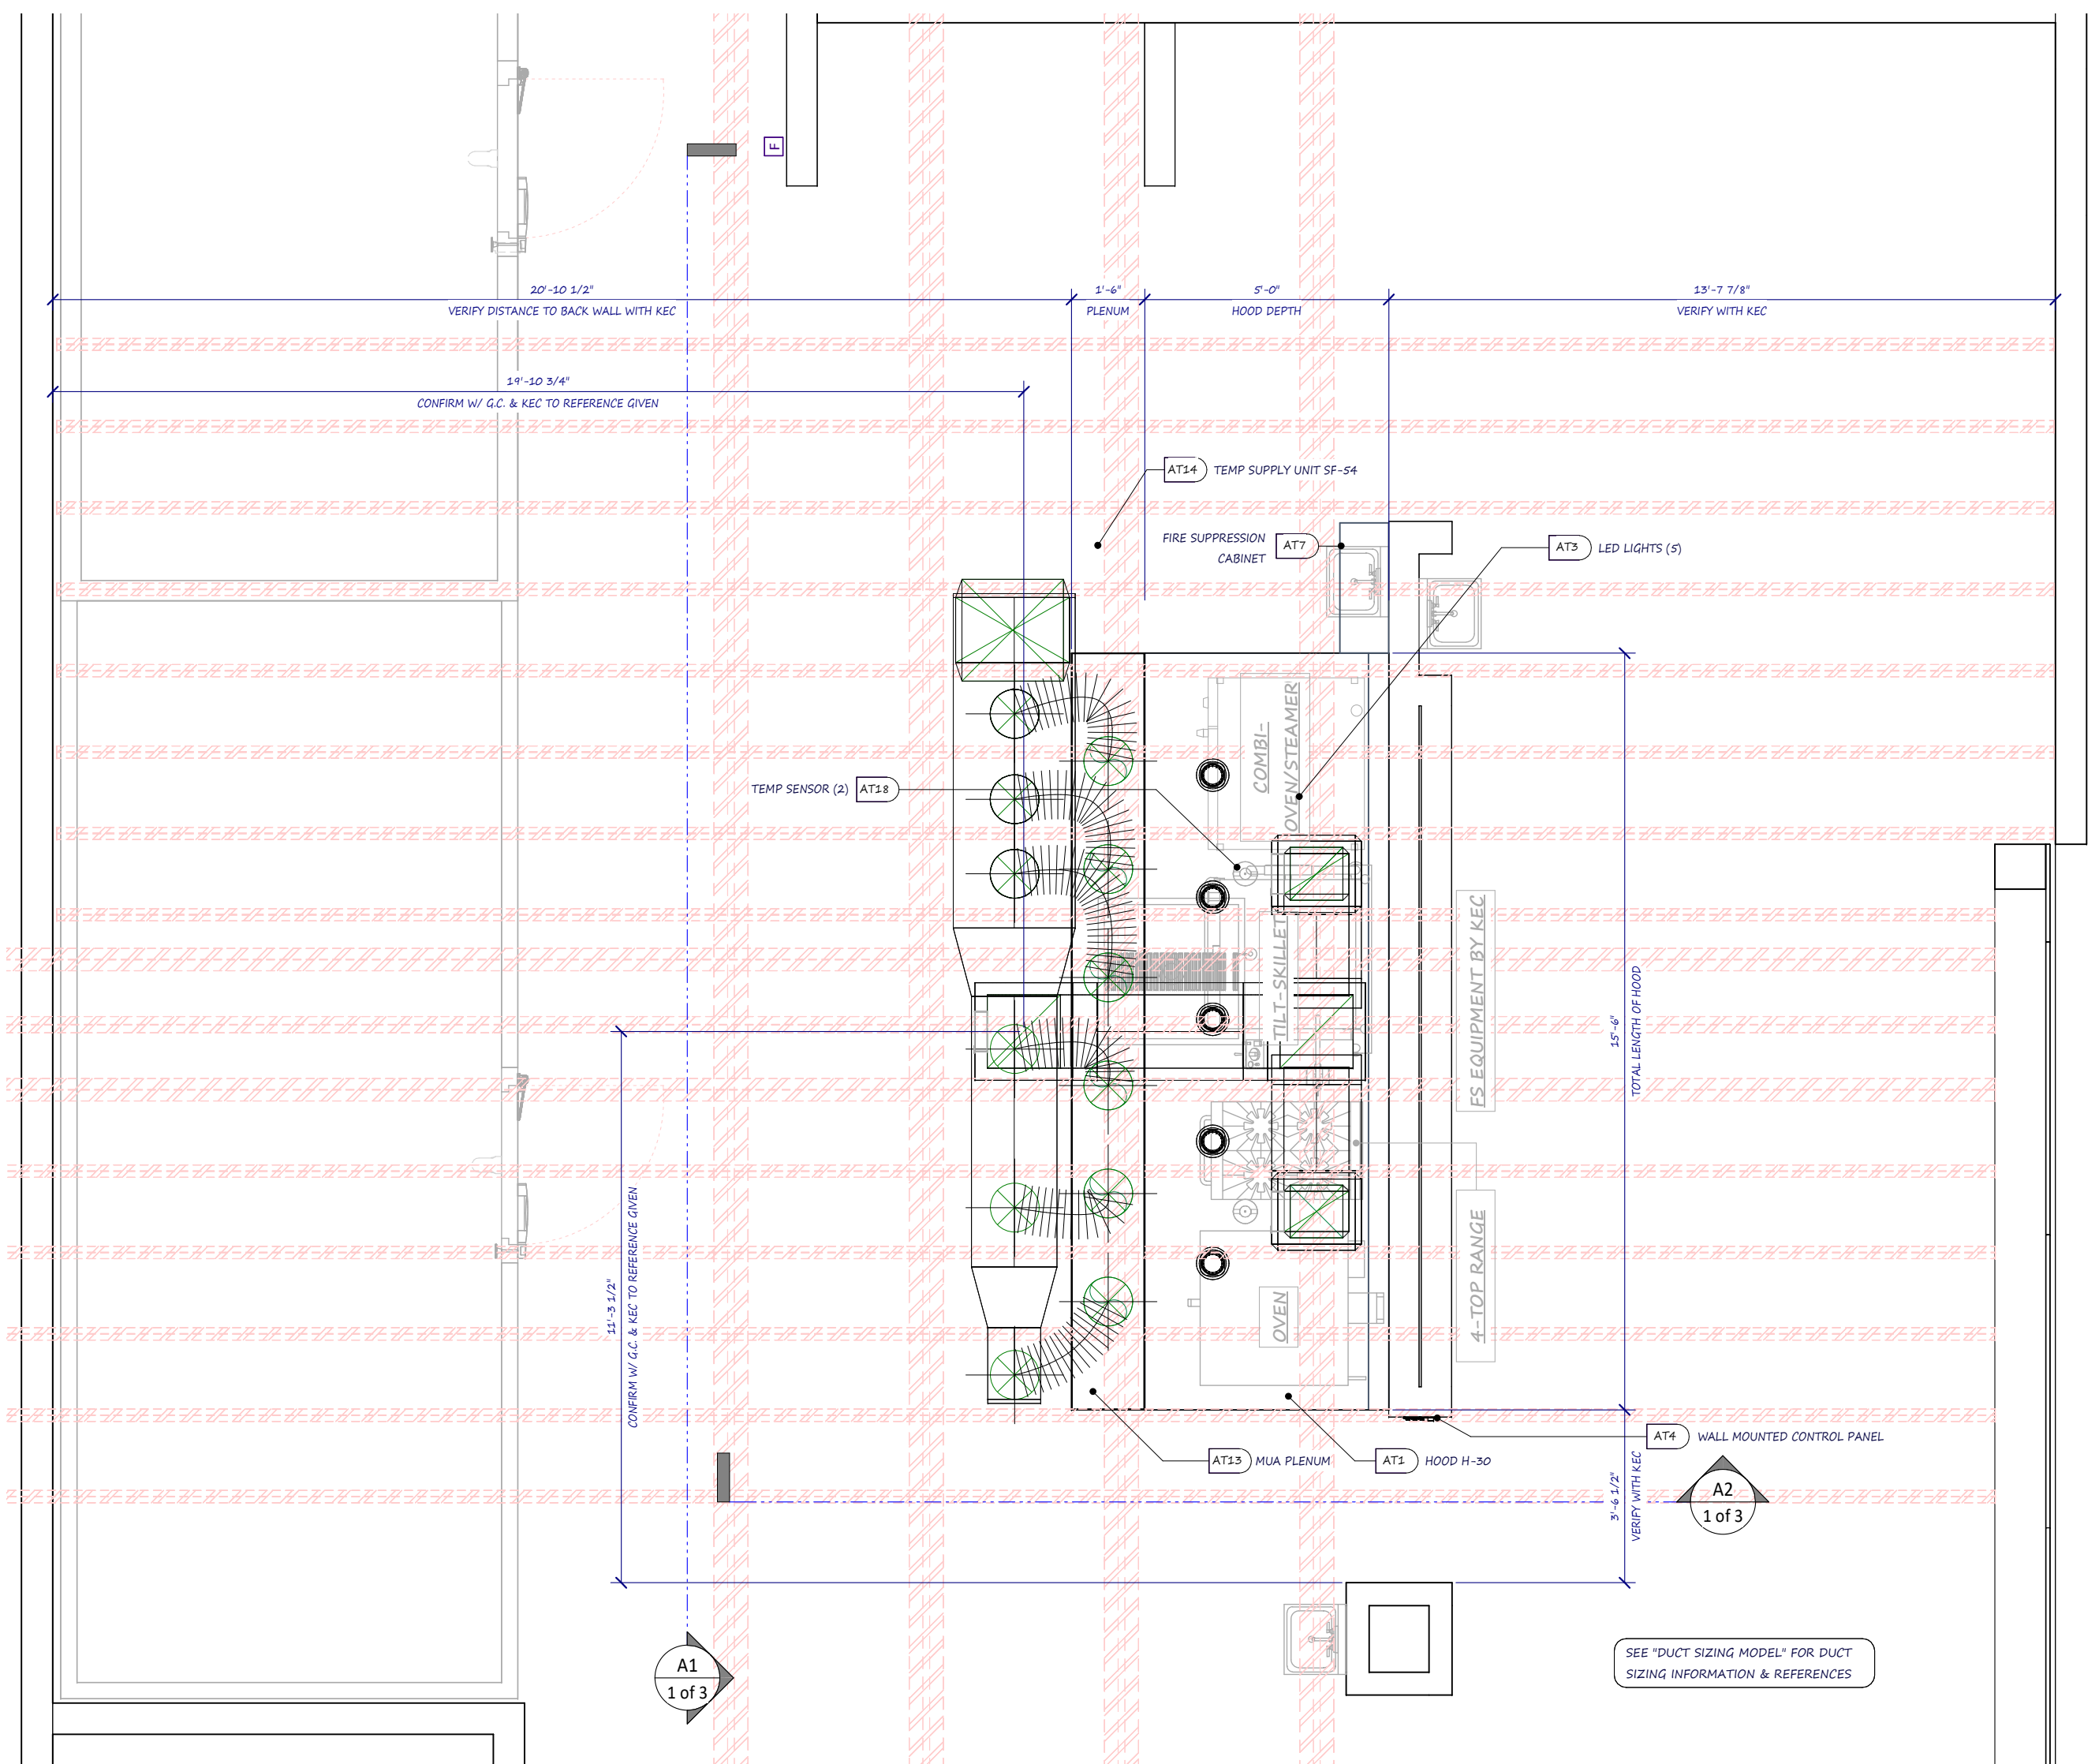 F
20'-10 1/2"
VERIFY DISTANCE TO BACK WALL WITH KEC
1'-6"
PLENUM
5'-0"
HOOD DEPTH
13'-7 7/8"
VERIFY WITH KEC
19'-10 3/4"
CONFIRM W/ G.C. & KEC TO REFERENCE GIVEN
AT14 TEMP SUPPLY UNIT SF-54
FIRE SUPPRESSION
CABINET
AT7
AT3 LED LIGHTS (5)
COMBI-
OVEN/STEAMER
TEMP SENSOR (2) AT18
TILT-SKILLET
FS EQUIPMENT BY KEC
15'-6"
TOTAL LENGTH OF HOOD
11'-3 1/2"
CONFIRM W/ G.C. & KEC TO REFERENCE GIVEN
OVEN
4-TOP RANGE
AT4 WALL MOUNTED CONTROL PANEL
AT13 MUA PLENUM
AT1 HOOD H-30
3'-6 1/2"
VERIFY WITH KEC
A2
1 of 3
A1
1 of 3
SEE "DUCT SIZING MODEL" FOR DUCT
SIZING INFORMATION & REFERENCES